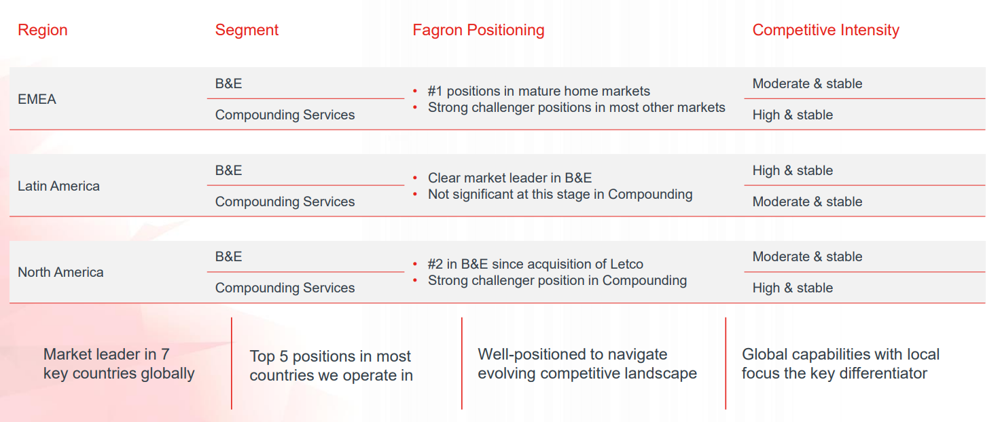 Region
Segment
Fagron Positioning
Competitive Intensity
EMEA
B&E
Compounding Services
• #1 positions in mature home markets
• Strong challenger positions in most other markets
Moderate & stable
High & stable
Latin America
B&E
Compounding Services
• Clear market leader in B&E
• Not significant at this stage in Compounding
High & stable
Moderate & stable
North America
B&E
Compounding Services
• #2 in B&E since acquisition of Letco
• Strong challenger position in Compounding
Moderate & stable
High & stable
Market leader in 7
key countries globally
Top 5 positions in most
countries we operate in
Well-positioned to navigate
evolving competitive landscape
Global capabilities with local
focus the key differentiator